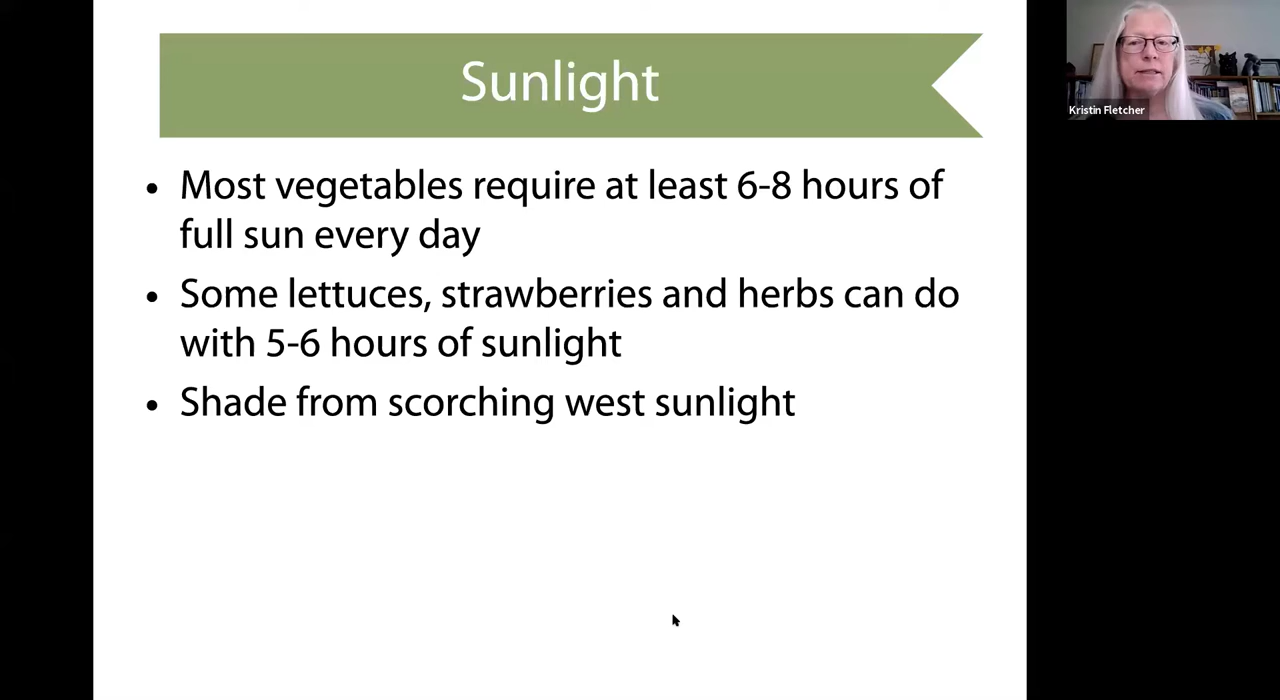 Sunlight
• Most vegetables require at least 6-8 hours of
full sun every day
• Some lettuces, strawberries and herbs can do
with 5-6 hours of sunlight
• Shade from scorching west sunlight
Kristin Fletcher